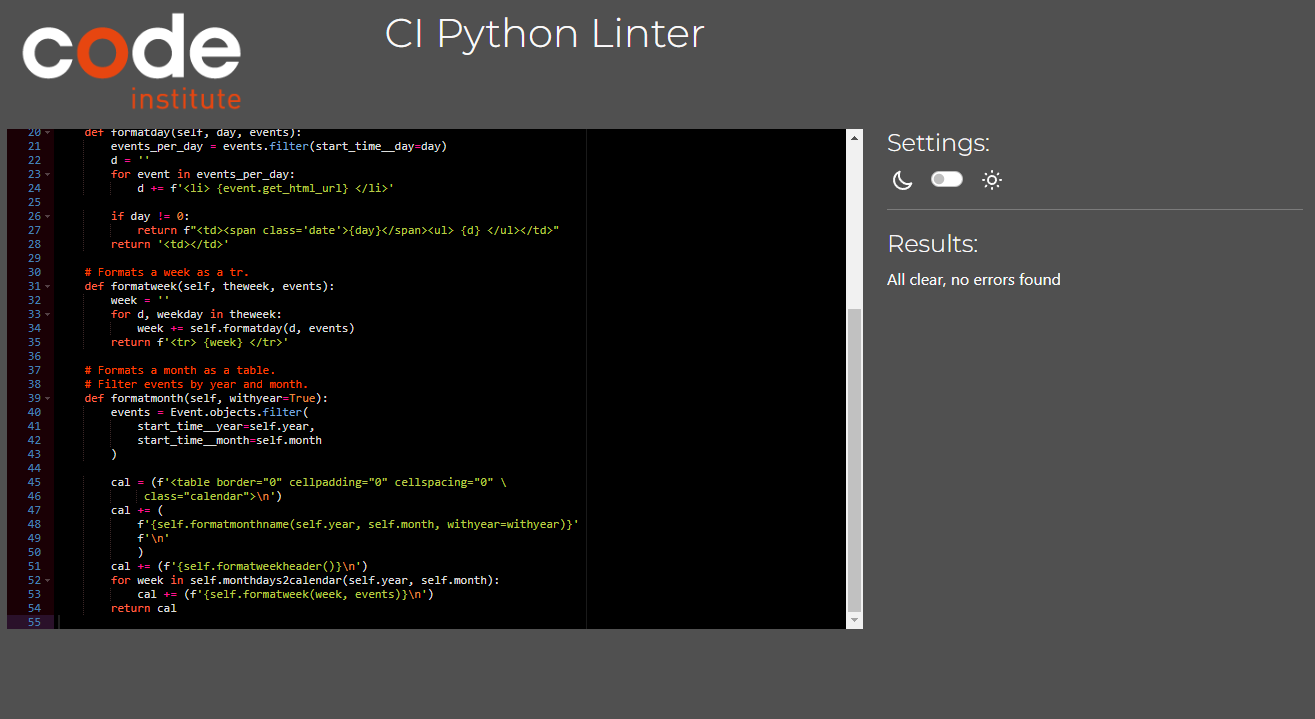 code
institute
CI Python Linter
20 def formatday(self, day, events):
21 events_per_day = events.filter(start_time__day=day)
22 d = ''
23 for event in events_per_day:
24 d += f'<li> {event.get_html_url} </li>'
25
26 if day != 0:
27 return f"<td><span class='date'>{day}</span><ul> {d} </ul></td>"
28 return '<td></td>'
29
30 # Formats a week as a tr.
31 def formatweek(self, theweek, events):
32 week = ''
33 for d, weekday in theweek:
34 week += self.formatday(d, events)
35 return f'<tr> {week} </tr>'
36
37 # Formats a month as a table.
38 # Filter events by year and month.
39 def formatmonth(self, withyear=True):
40 events = Event.objects.filter(
41 start_time__year=self.year,
42 start_time__month=self.month
43 )
44
45 cal = (f'<table border="0" cellpadding="0" cellspacing="0" \
46 class="calendar">\n')
47 cal += (
48 f'{self.formatmonthname(self.year, self.month, withyear=withyear)}'
49 f'\n'
50 )
51 cal += (f'{self.formatweekheader()}\n')
52 for week in self.monthdays2calendar(self.year, self.month):
53 cal += (f'{self.formatweek(week, events)}\n')
54 return cal
55
Settings:
Results:
All clear, no errors found